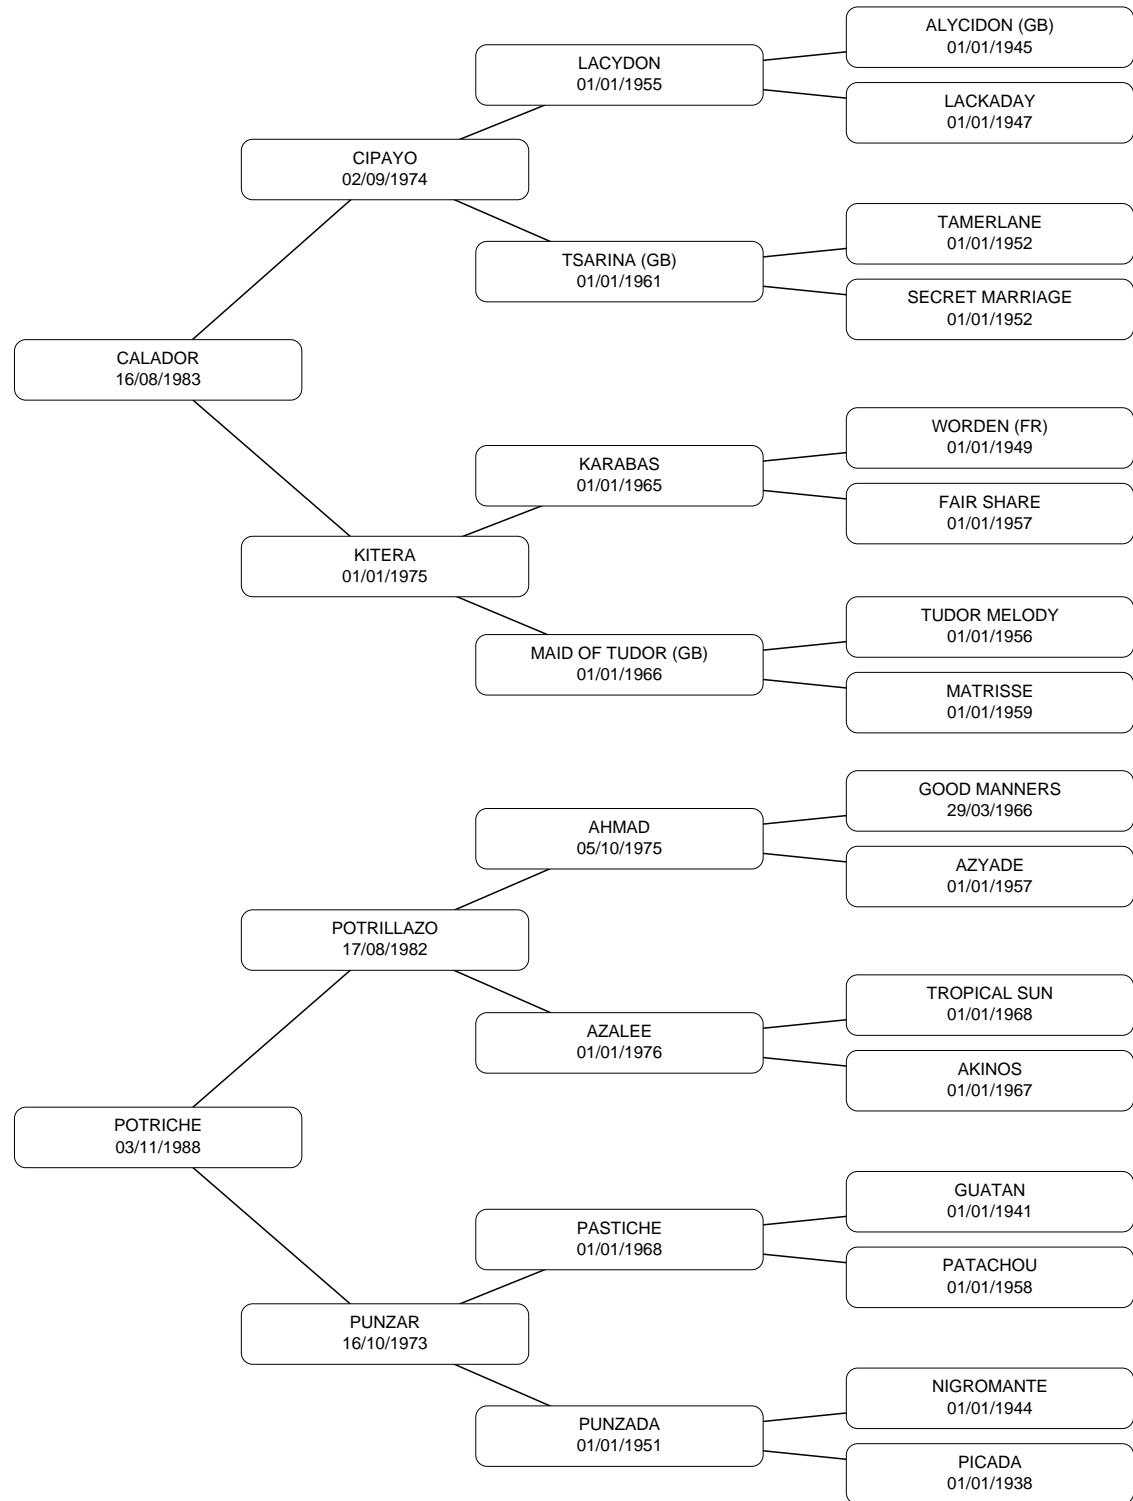 ALYCIDON (GB)
01/01/1945
LACYDON
01/01/1955
LACKADAY
01/01/1947
CIPAYO
02/09/1974
TAMERLANE
01/01/1952
TSARINA (GB)
01/01/1961
SECRET MARRIAGE
01/01/1952
CALADOR
16/08/1983
WORDEN (FR)
01/01/1949
KARABAS
01/01/1965
FAIR SHARE
01/01/1957
KITERA
01/01/1975
TUDOR MELODY
01/01/1956
MAID OF TUDOR (GB)
01/01/1966
MATRISSE
01/01/1959
GOOD MANNERS
29/03/1966
AHMAD
05/10/1975
AZYADE
01/01/1957
POTRILLAZO
17/08/1982
TROPICAL SUN
01/01/1968
AZALEE
01/01/1976
AKINOS
01/01/1967
POTRICHE
03/11/1988
GUATAN
01/01/1941
PASTICHE
01/01/1968
PATACHOU
01/01/1958
PUNZAR
16/10/1973
NIGROMANTE
01/01/1944
PUNZADA
01/01/1951
PICADA
01/01/1938